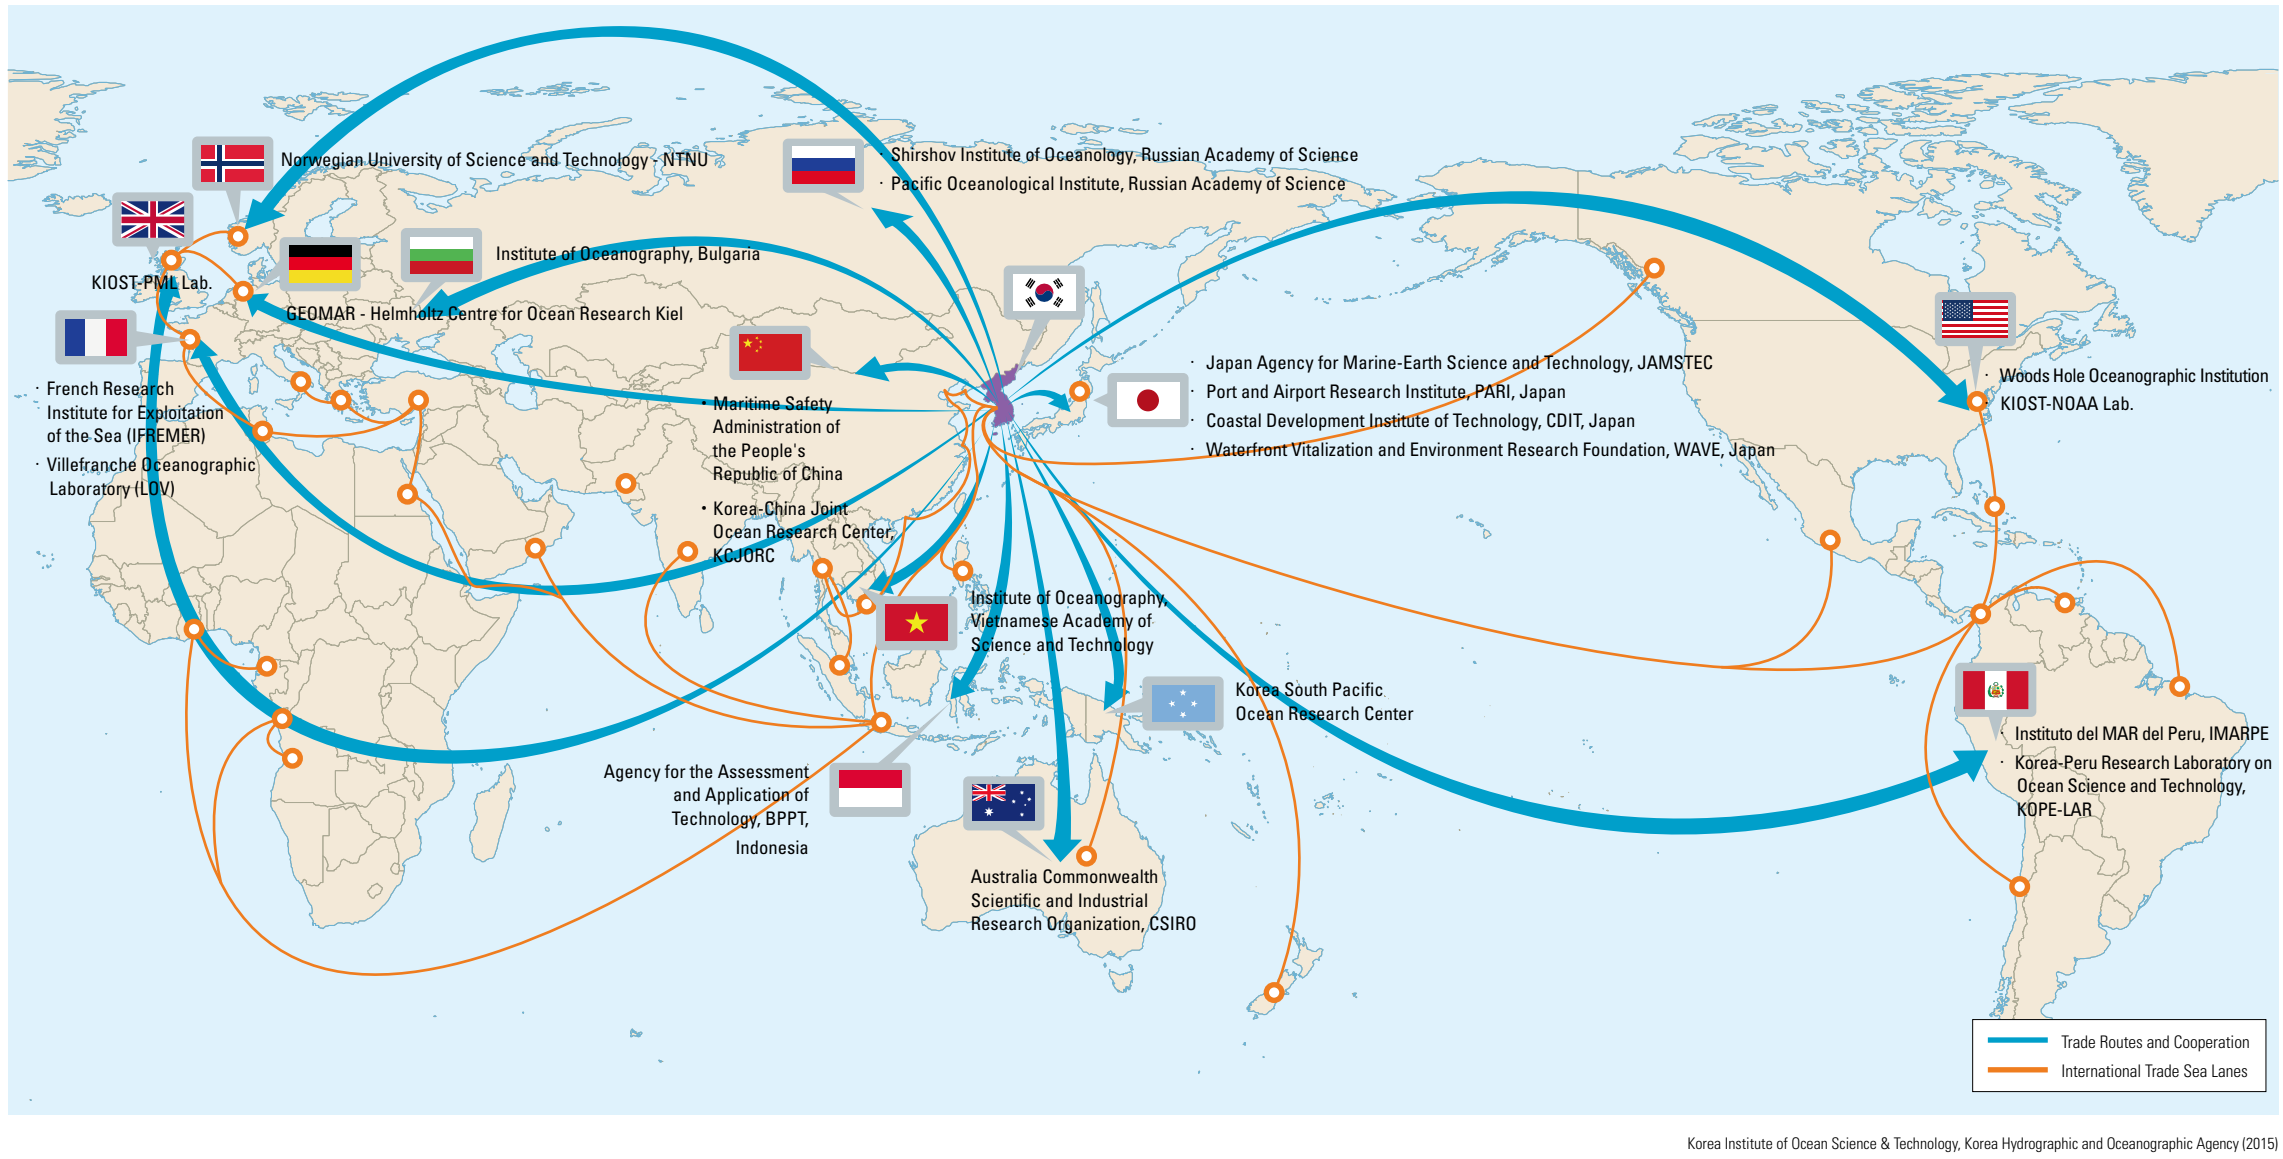 Norwegian University of Science and Technology - NTNU
· Shirshov Institute of Oceanology, Russian Academy of Science
· Pacific Oceanological Institute, Russian Academy of Science
Institute of Oceanography, Bulgaria
KIOST-PML Lab.
GEOMAR - Helmholtz Centre for Ocean Research Kiel
· French Research
Institute for Exploitation
of the Sea (IFREMER)
· Villefranche Oceanographic
Laboratory (LOV)
• Maritime Safety
Administration of
the People's
Republic of China
• Korea-China Joint
Ocean Research Center,
KCJORC
· Japan Agency for Marine-Earth Science and Technology, JAMSTEC
· Port and Airport Research Institute, PARI, Japan
· Coastal Development Institute of Technology, CDIT, Japan
· Waterfront Vitalization and Environment Research Foundation, WAVE, Japan
· Woods Hole Oceanographic Institution
· KIOST-NOAA Lab.
Institute of Oceanography,
Vietnamese Academy of
Science and Technology
Korea South Pacific
Ocean Research Center
Agency for the Assessment
and Application of
Technology, BPPT,
Indonesia
Australia Commonwealth
Scientific and Industrial
Research Organization, CSIRO
· Instituto del MAR del Peru, IMARPE
· Korea-Peru Research Laboratory on
Ocean Science and Technology,
KOPE-LAR
Trade Routes and Cooperation
International Trade Sea Lanes
Korea Institute of Ocean Science & Technology, Korea Hydrographic and Oceanographic Agency (2015)